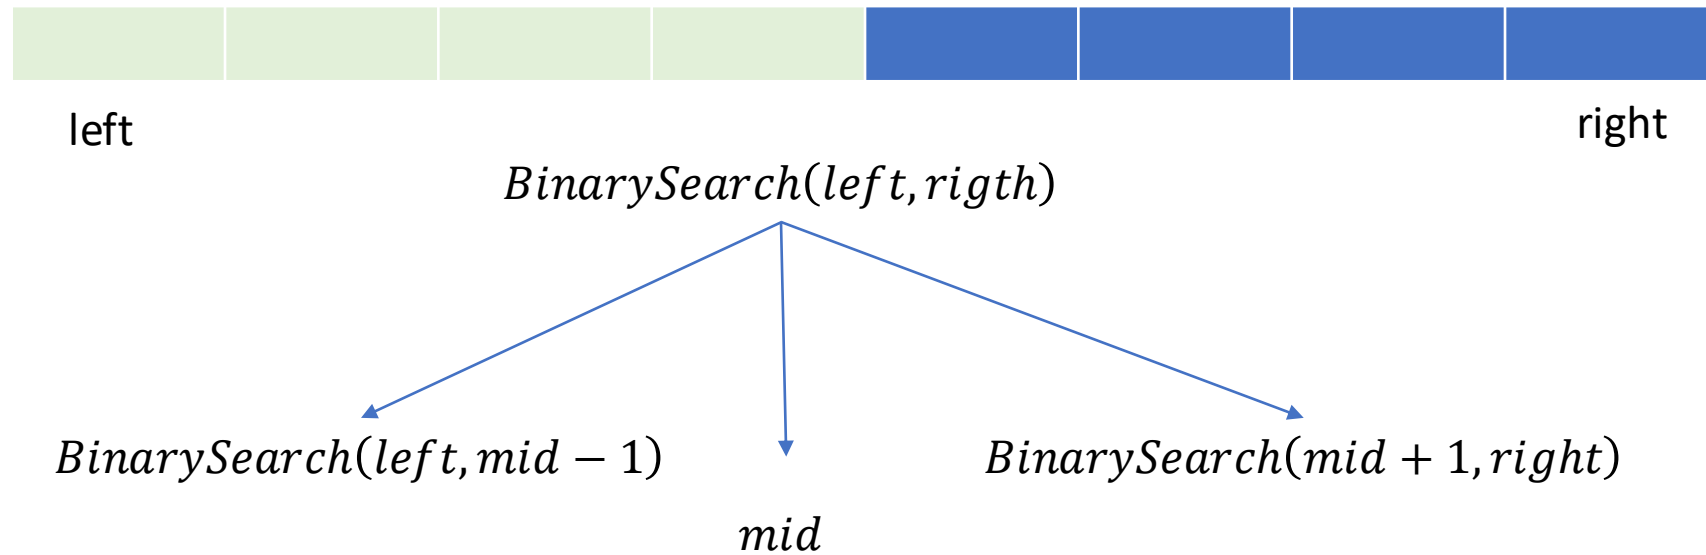 left
right
BinarySearch(left, rigth)
BinarySearch(left, mid − 1)
BinarySearch(mid + 1, right)
mid